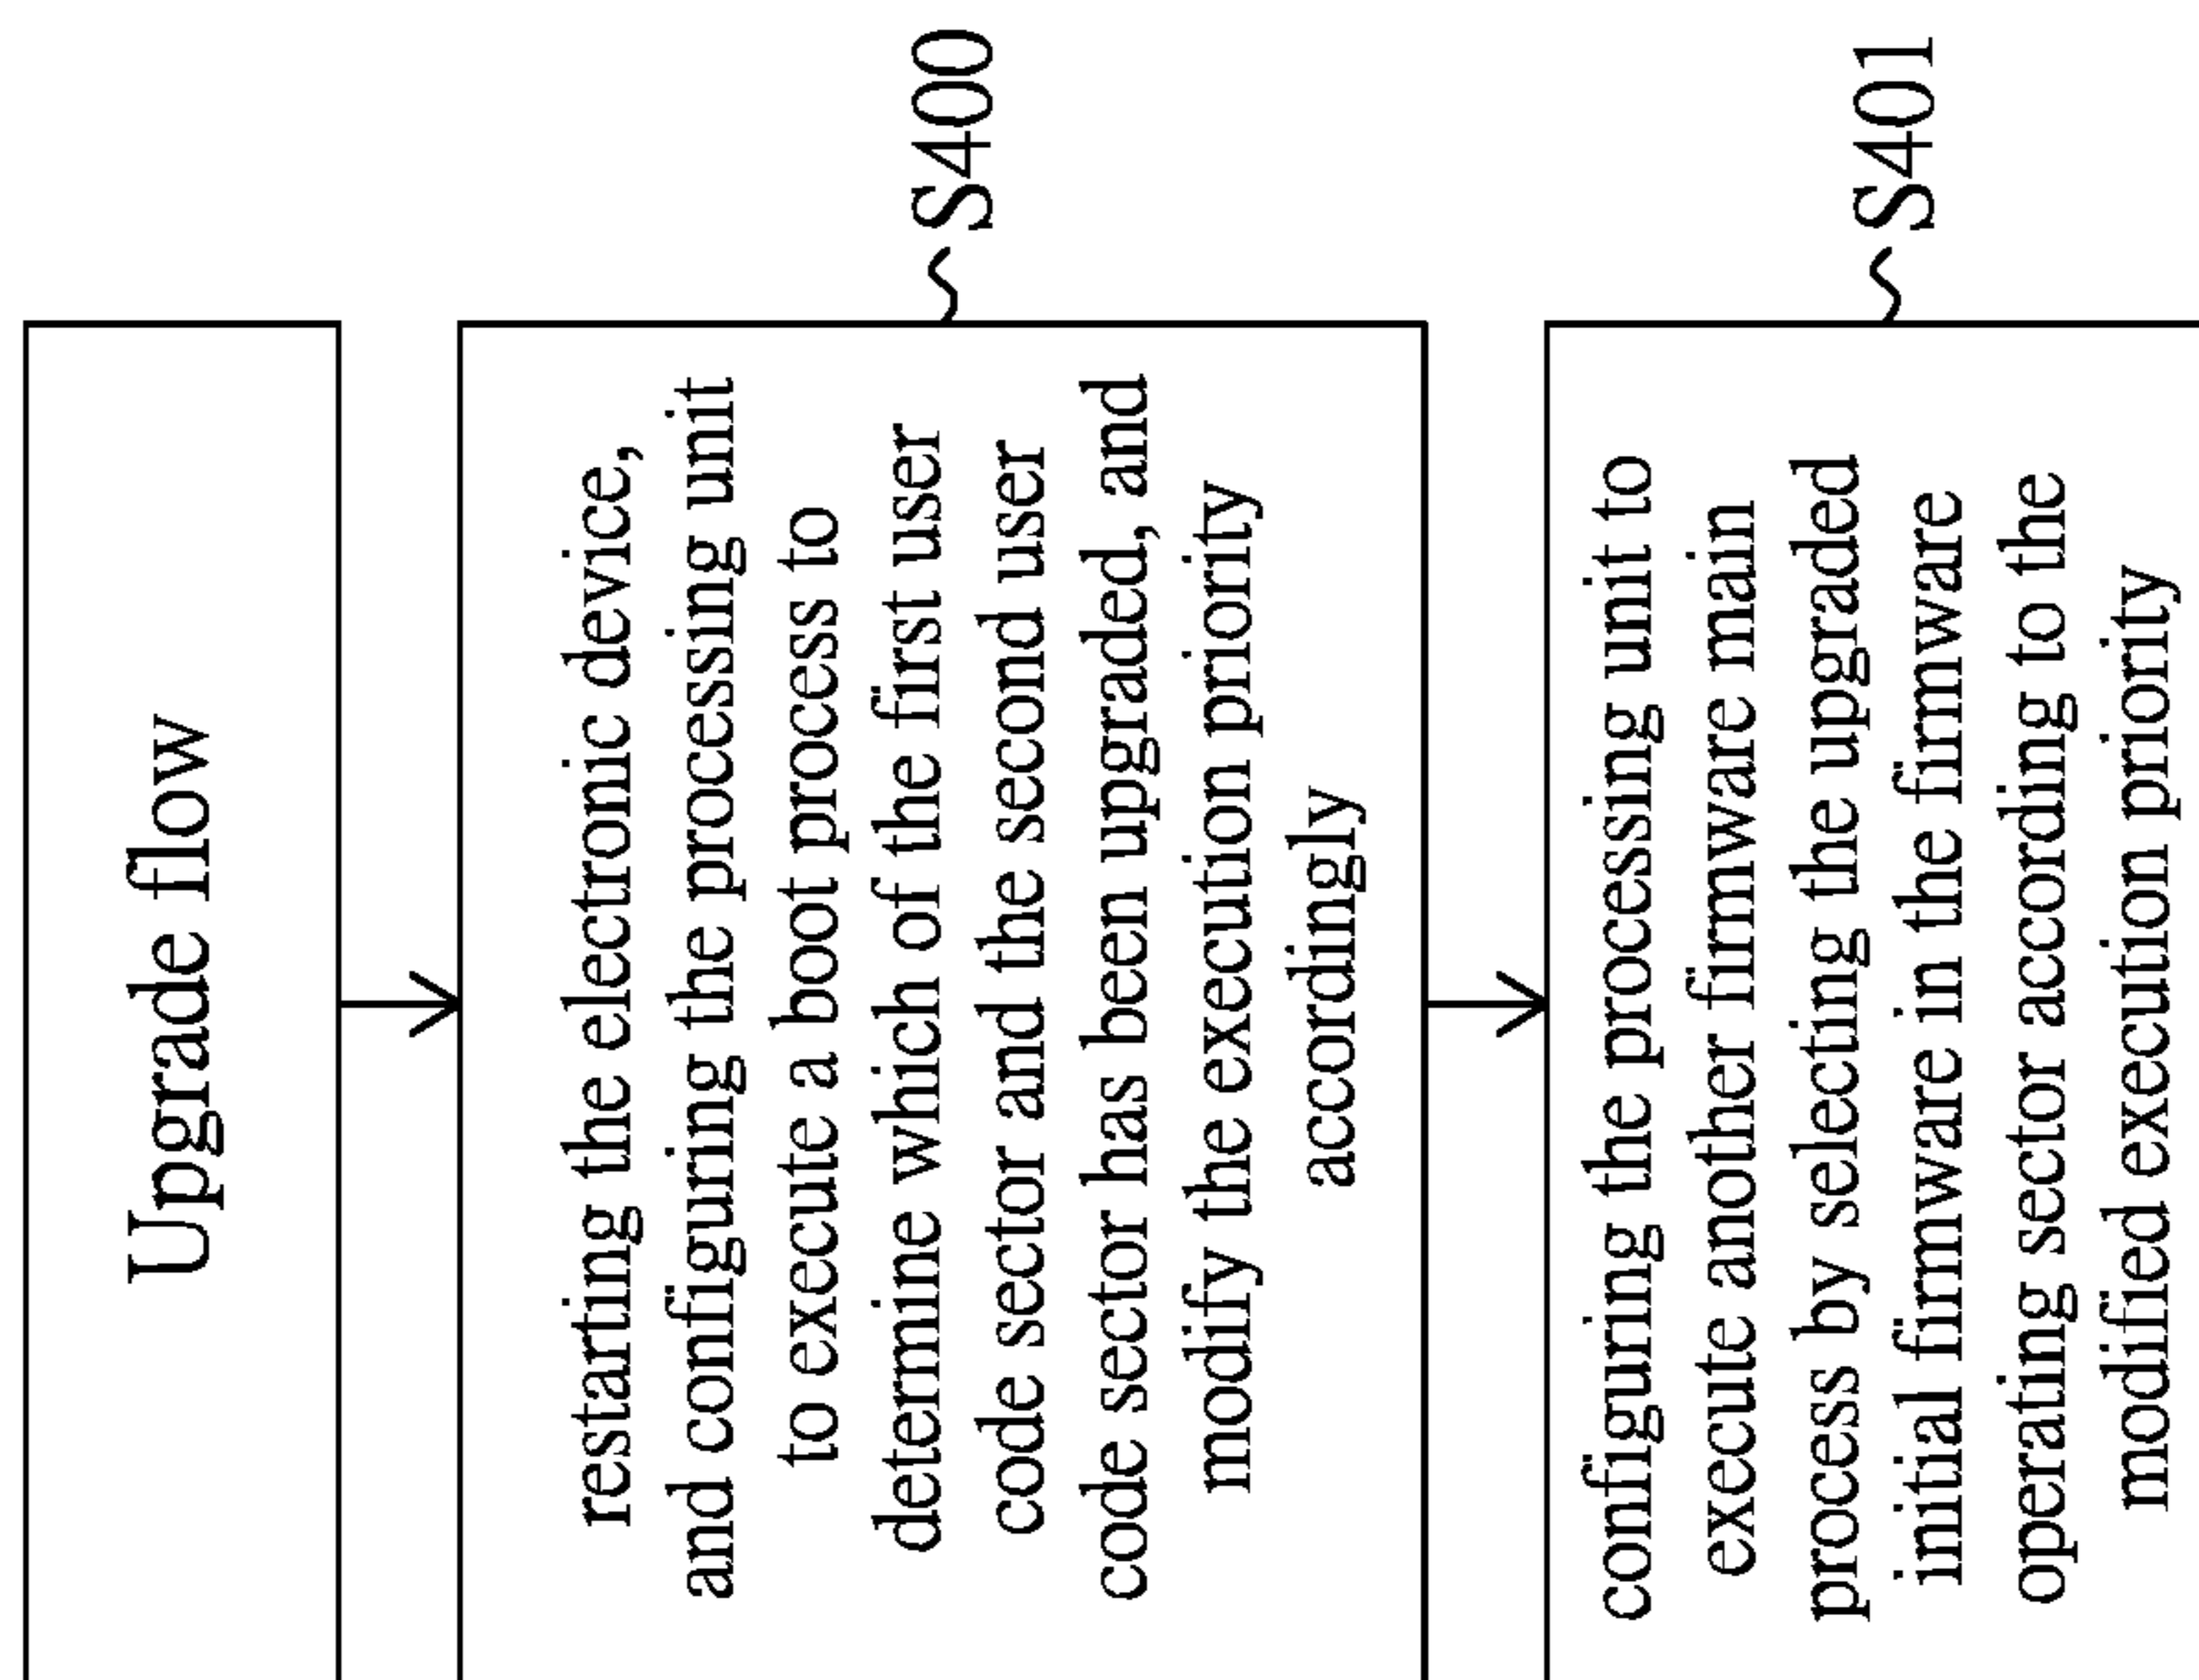 Upgrade flow
restarting the electronic device,
and configuring the processing unit
to execute a boot process to
determine which of the first user
code sector and the second user
code sector has been upgraded, and
modify the execution priority
accordingly
S400
configuring the processing unit to
execute another firmware main
process by selecting the upgraded
initial firmware in the firmware
operating sector according to the
modified execution priority
S401